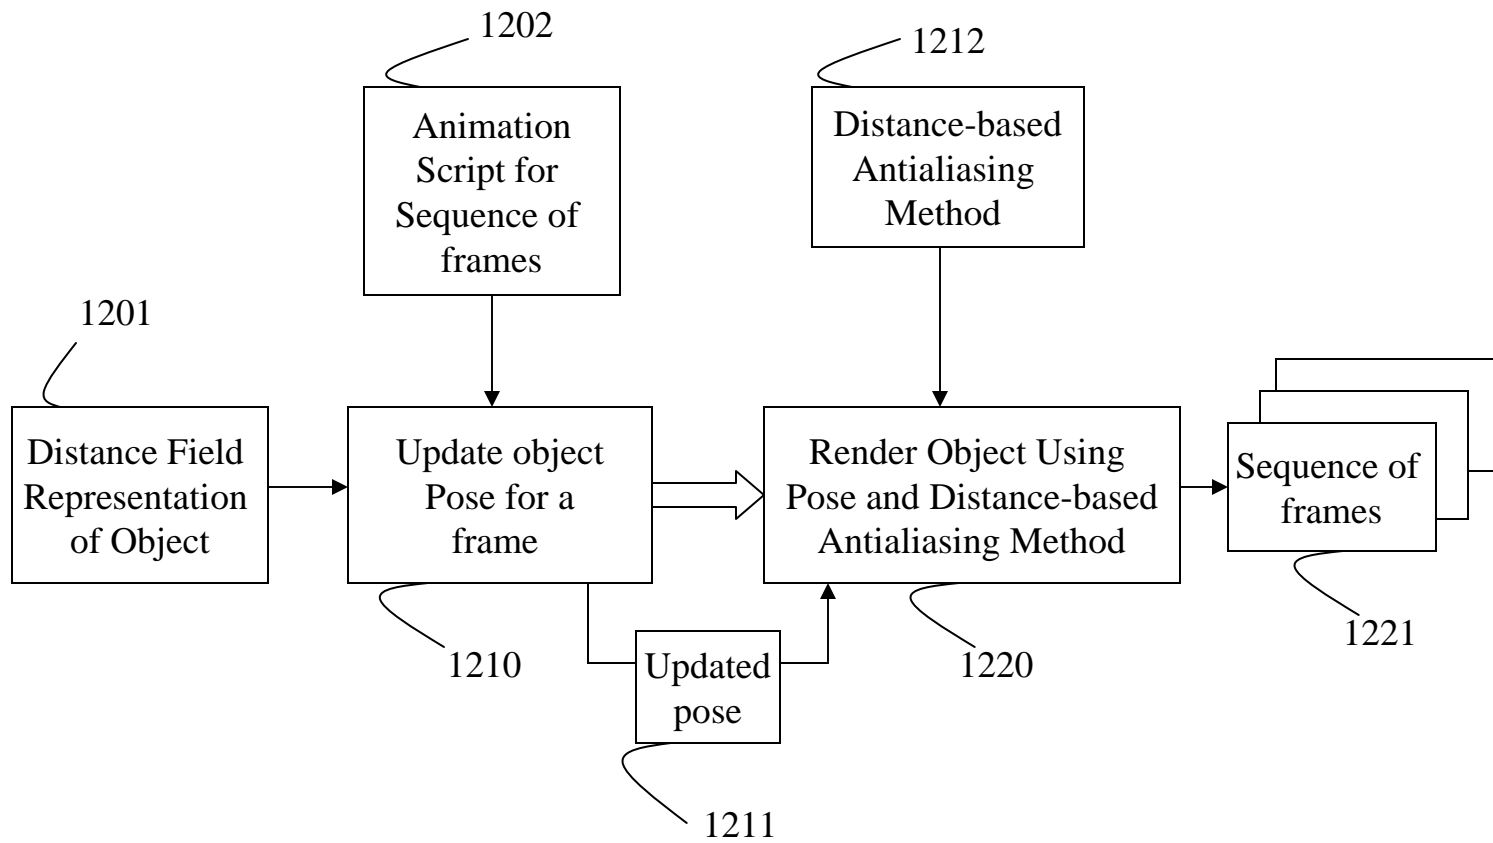 1202
1212
Animation
Script for
Sequence of
frames
Distance-based
Antialiasing
Method
1201
Distance Field
Representation
of Object
Update object
Pose for a
frame
Render Object Using
Pose and Distance-based
Antialiasing Method
Sequence of
frames
1210
Updated
pose
1220
1221
1211